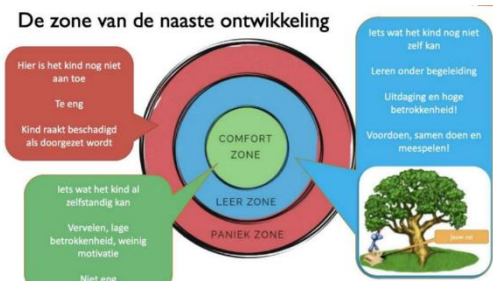 De zone van de naaste ontwikkeling
Hier is het kind nog niet
aan toe
Te eng
Kind raakt beschadigd
als doorgezet wordt
Iets wat het kind al
zelfstandig kan
Vervelen, lage
betrokkenheid, weinig
motivatie
Niet eng
COMFORT
ZONE
LEER ZONE
PANIEK ZONE
Iets wat het kind nog niet
zelf kan
Leren onder begeleiding
Uitdaging en hoge
betrokkenheid!
Voordoen, samen doen en
meespelen!